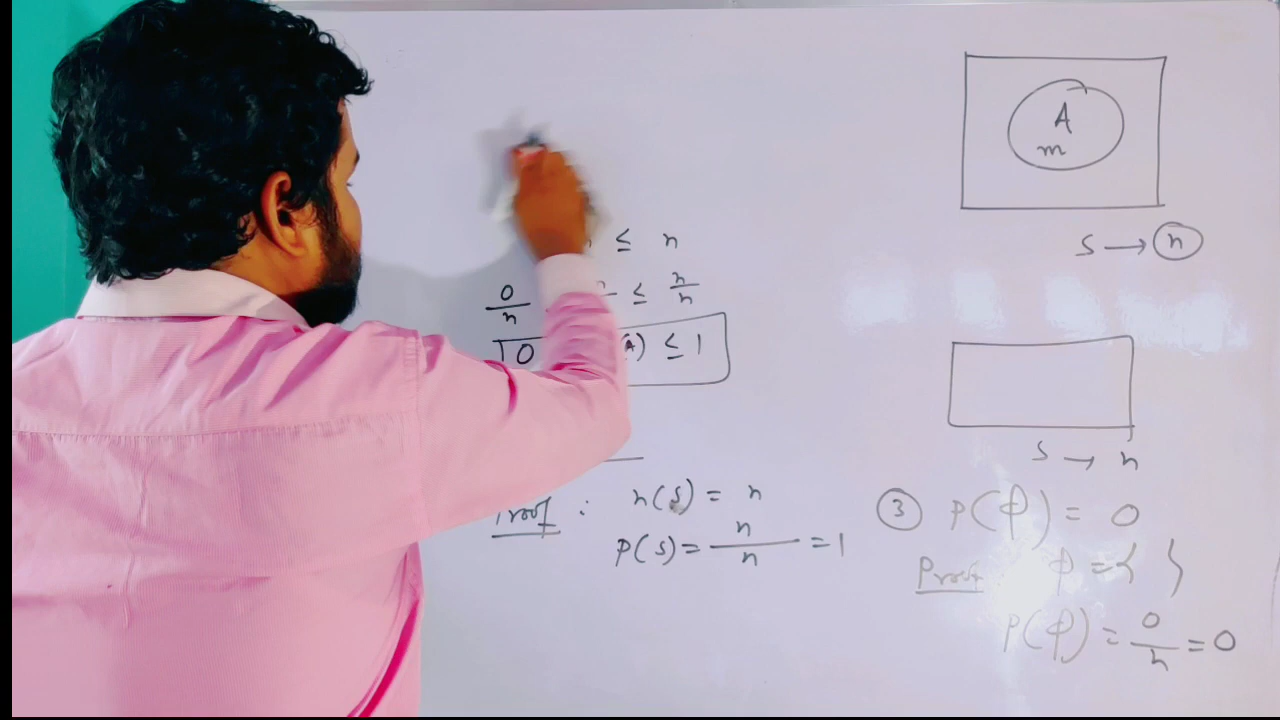 ≤ n
0/n ≤ n/n
0 (A) ≤ 1
Proof : n(S) = n
P(S) = n/n = 1
A
m
S → n
S → n
③ P(φ) = 0
Proof φ = { }
P(φ) = 0/n = 0